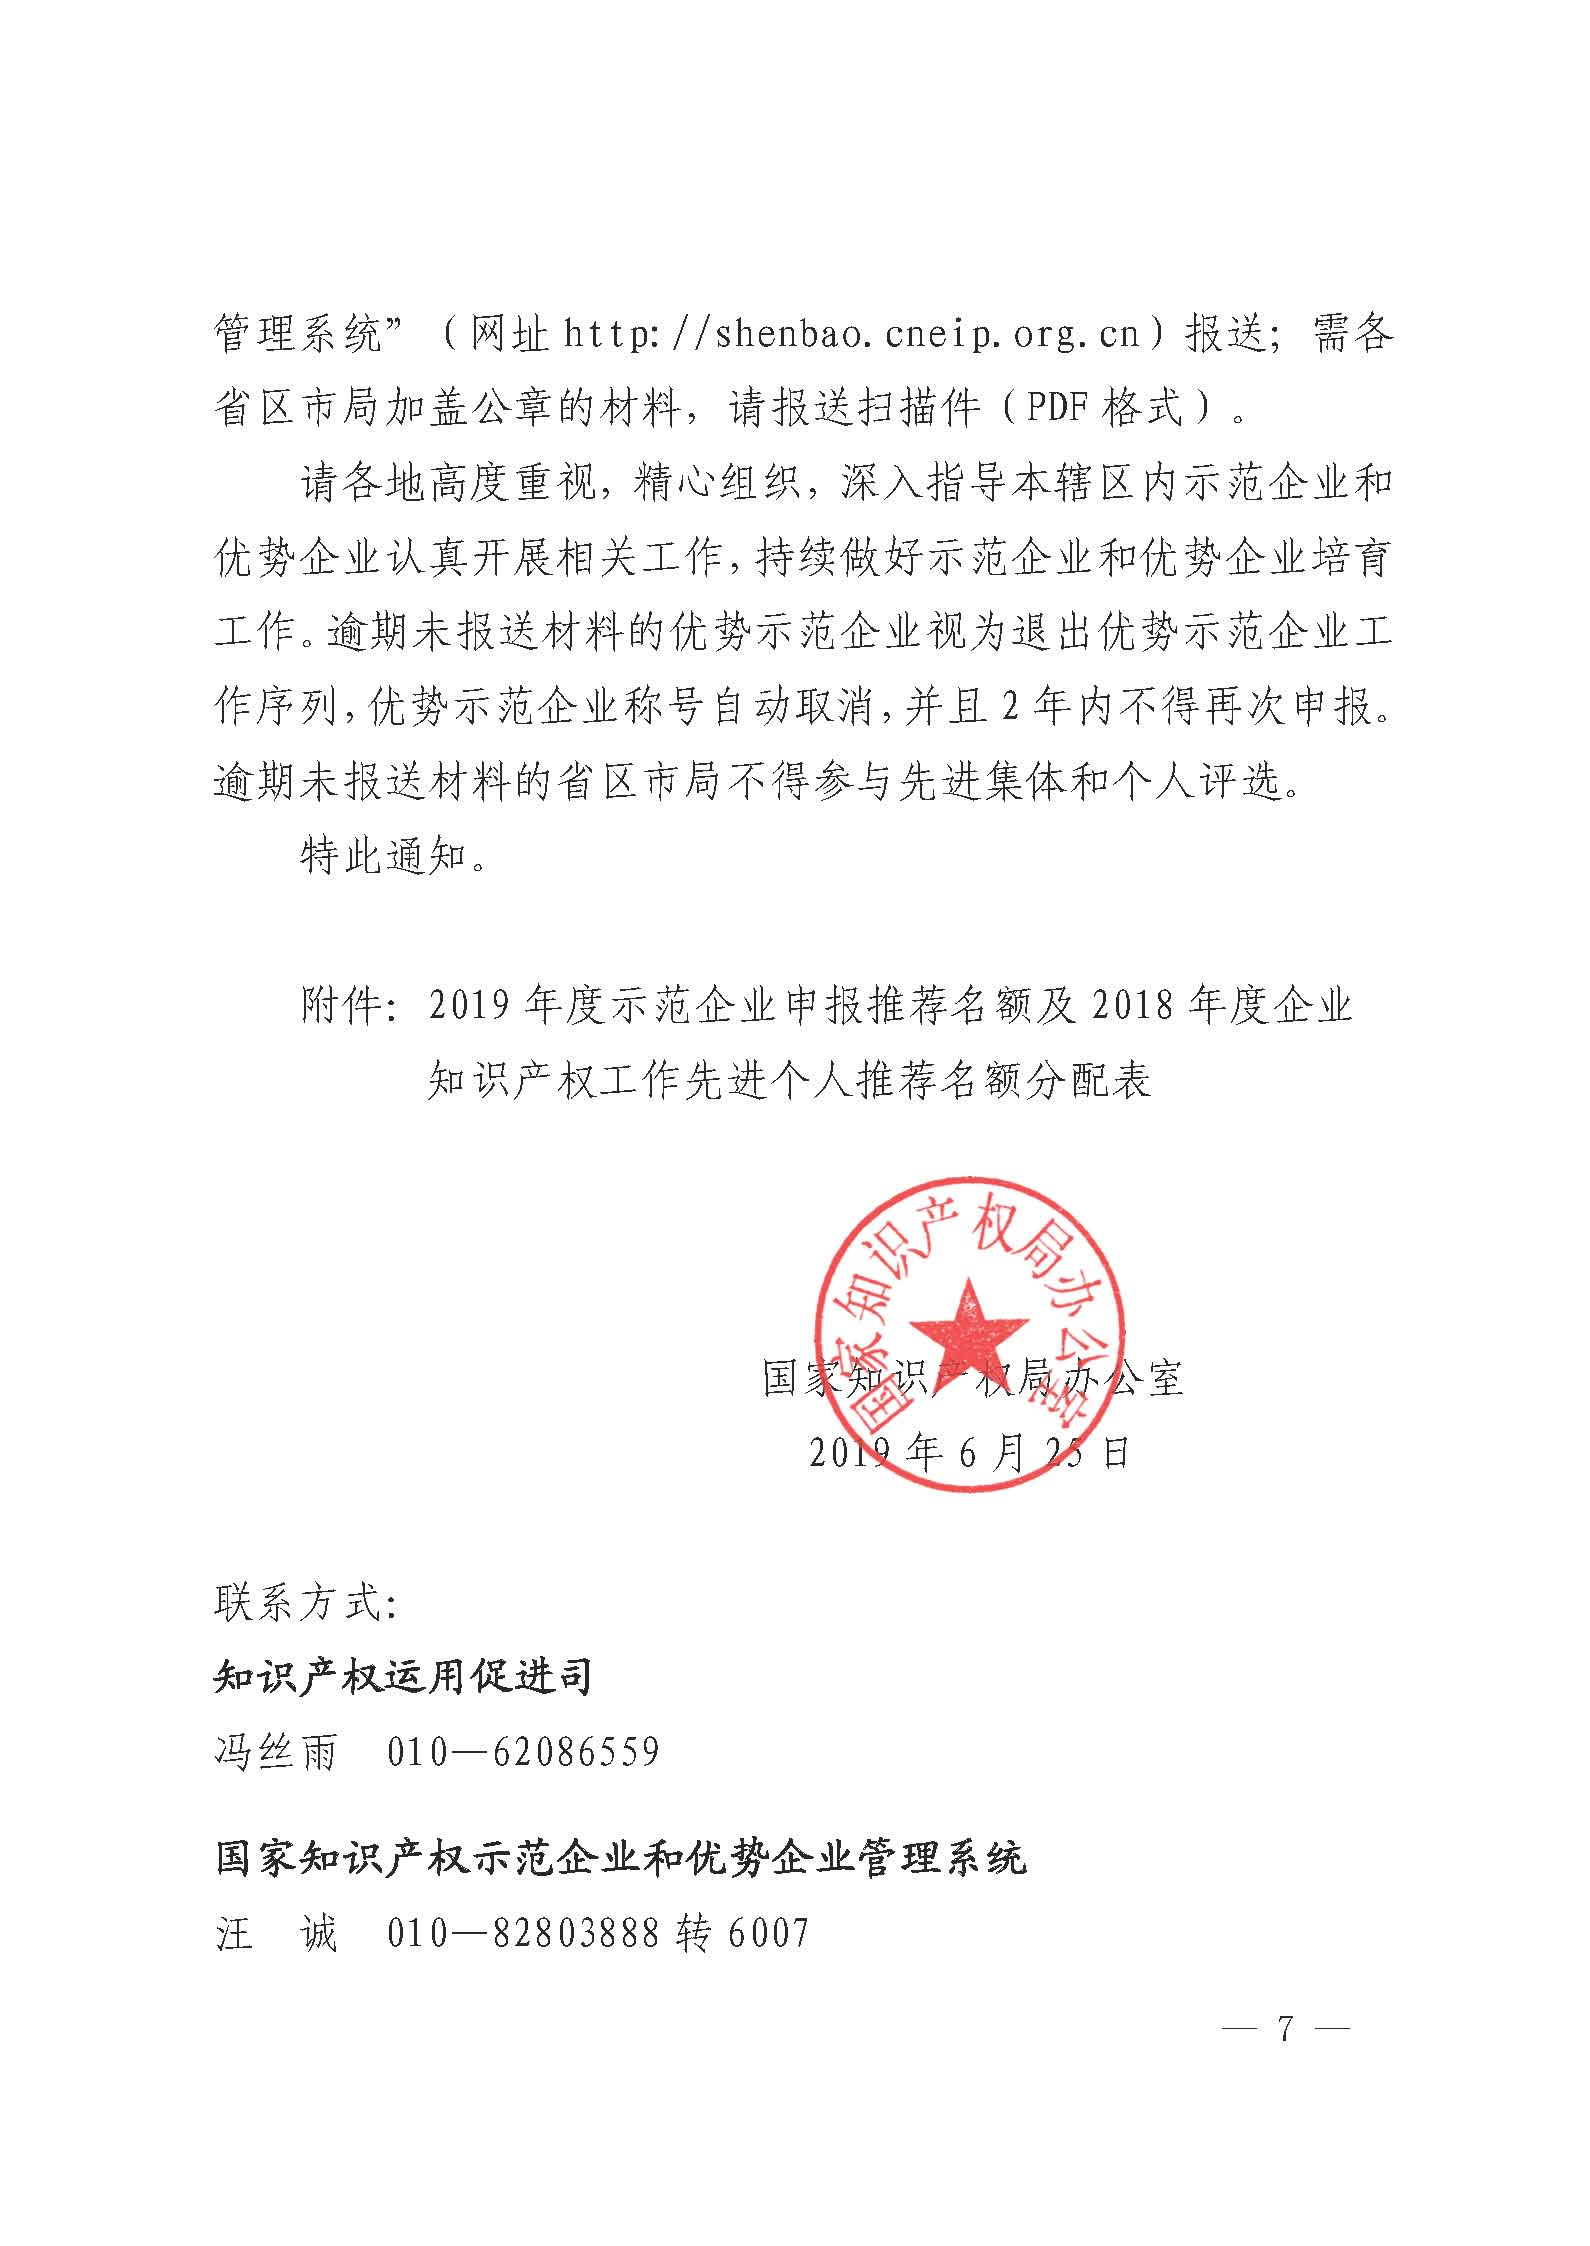 管理系统”（网址 http://shenbao.cneip.org.cn）报送；需各
省区市局加盖公章的材料，请报送扫描件（PDF 格式）。
请各地高度重视，精心组织，深入指导本辖区内示范企业和
优势企业认真开展相关工作，持续做好示范企业和优势企业培育
工作。逾期未报送材料的优势示范企业视为退出优势示范企业工
作序列，优势示范企业称号自动取消，并且 2 年内不得再次申报。
逾期未报送材料的省区市局不得参与先进集体和个人评选。
特此通知。
附件：2019 年度示范企业申报推荐名额及 2018 年度企业
知识产权工作先进个人推荐名额分配表
国家知识产权局办公室
国家知识产权局办公室
2019 年 6 月 25 日
联系方式：
知识产权运用促进司
冯丝雨 010—62086559
国家知识产权示范企业和优势企业管理系统
汪 诚 010—82803888 转 6007
— 7 —